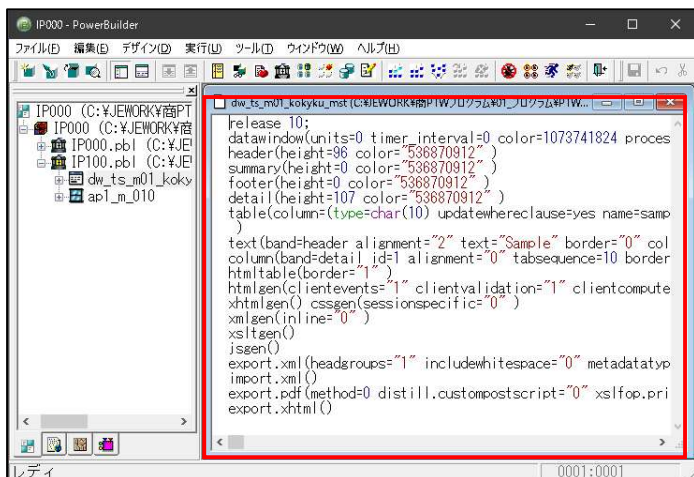 IP000 - PowerBuilder
ファイル(F) 編集(E) デザイン(D) 実行(U) ツール(T) ウインドウ(W) ヘルプ(H)
IP000 (C:¥JEWORK¥商PT
IP000 (C:¥JEWORK¥商
IP000.pbl (C:¥JE
IP100.pbl (C:¥JE
dw_ts_m01_koky
ap1_m_010
dw_ts_m01_kokyku_mst (C:¥JEWORK¥商PTWフログラム¥01_フログラム¥PTW...
release 10;
datawindow(units=0 timer_interval=0 color=1073741824 proces
header(height=96 color="536870912" )
summary(height=0 color="536870912" )
footer(height=0 color="536870912" )
detail(height=107 color="536870912" )
table(column=(type=char(10) updatewhereclause=yes name=samp
)
text(band=header alignment="2" text="Sample" border="0" col
column(band=detail id=1 alignment="0" tabsequence=10 border
htmltable(border="1" )
htmlgen(clientevents="1" clientvalidation="1" clientcompute
xhtmlgen() cssgen(sessionspecific="0" )
xmlgen(inline="0" )
xsltgen()
jsgen()
export.xml(headgroups="1" includewhitespace="0" metadatatyp
import.xml()
export.pdf(method=0 distill.custompostscript="0" xslfop.pri
export.xhtml()
レディ
0001:0001